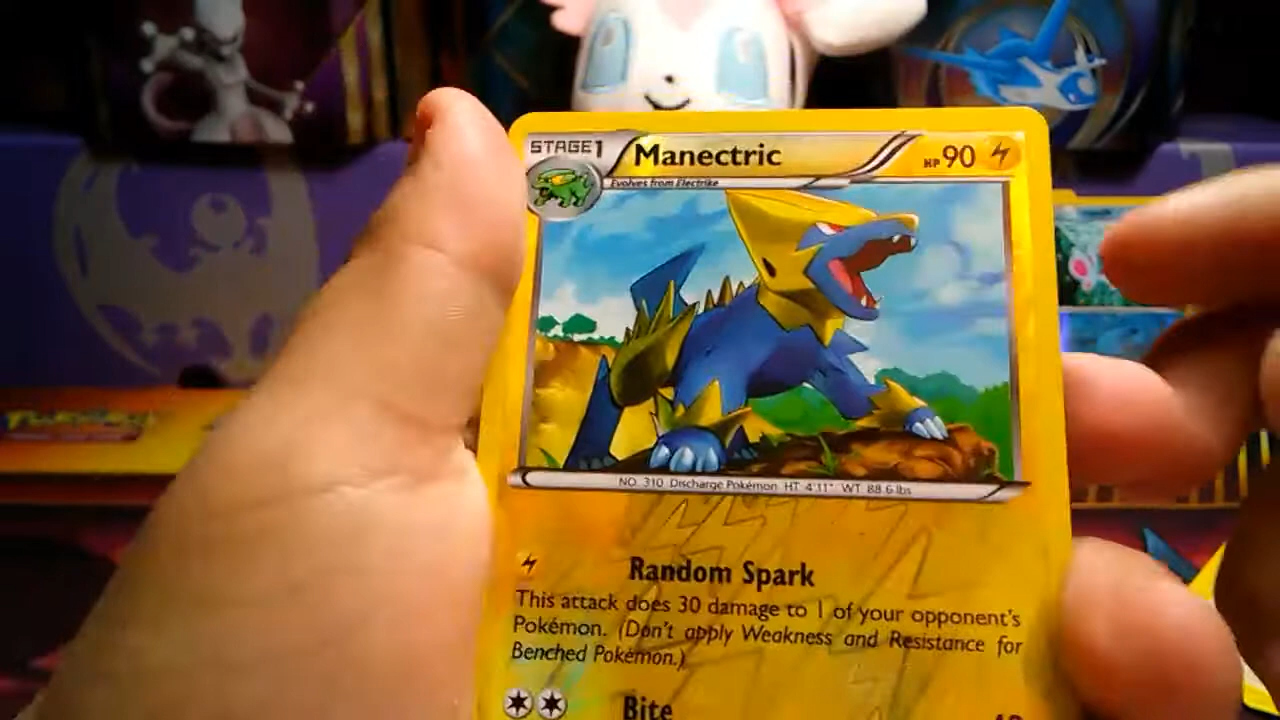 STAGE1 Manectric HP 90
Evolves from Electrike
NO. 310 Discharge Pokémon HT 4'11" WT 88.6 lbs
Random Spark
This attack does 30 damage to 1 of your opponent's
Pokémon. (Don't apply Weakness and Resistance for
Benched Pokémon.)
Bite